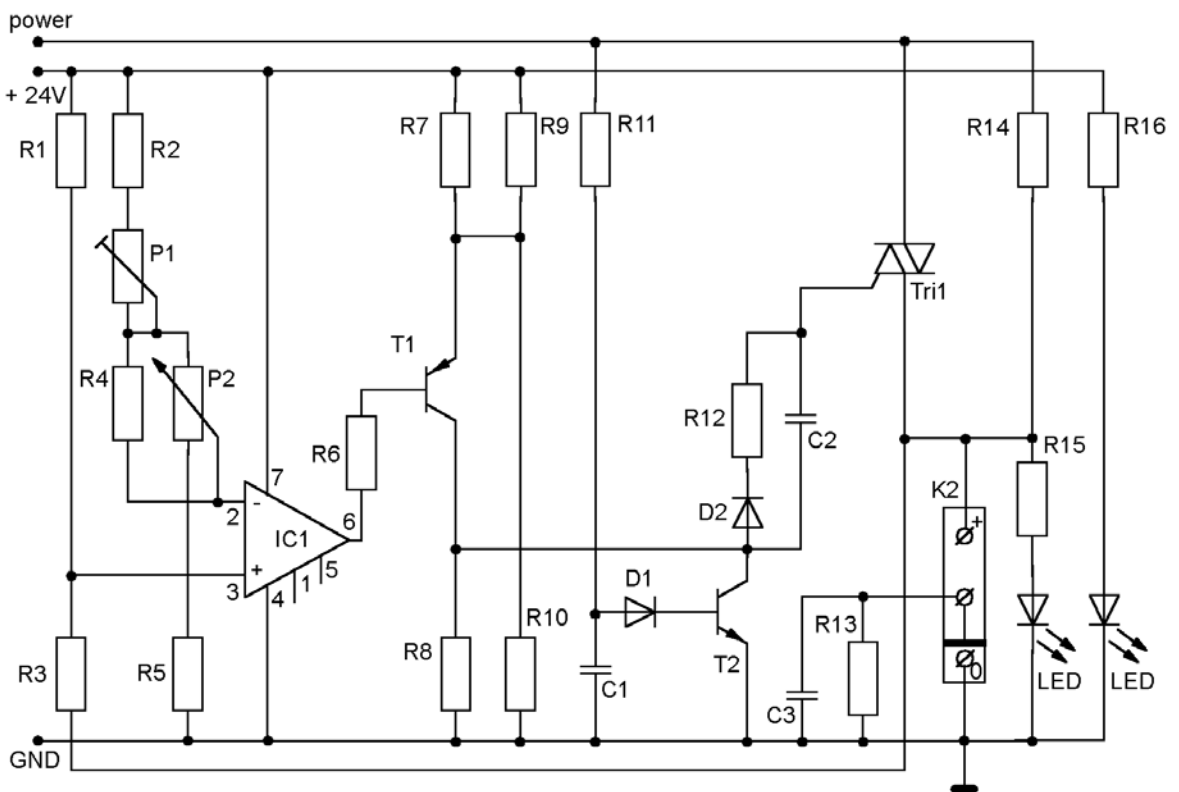 power
+ 24V
R1
R2
R7
R9
R11
R14
R16
P1
Tri1
T1
R4
P2
R12
C2
R6
R15
7
D2
K2
+
-
2
6
IC1
5
+
3
1
4
D1
R10
R13
R3
R5
R8
T2
0
C1
C3
LED
LED
GND